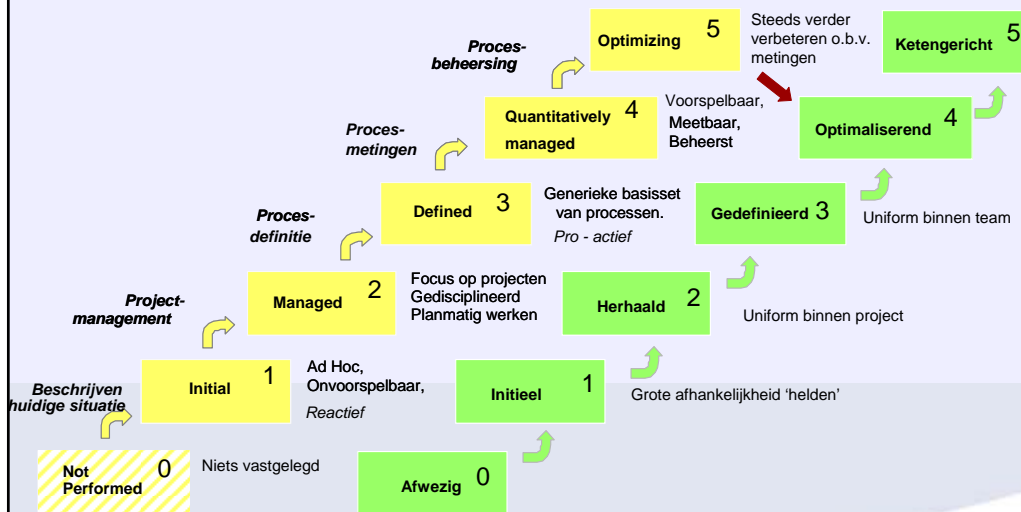 Optimizing 5
Steeds verder
verbeteren o.b.v.
metingen
Ketengericht 5
Proces-
beheersing
Quantitatively 4
managed
Voorspelbaar,
Meetbaar,
Beheerst
Optimaliserend 4
Proces-
metingen
Defined 3
Generieke basisset
van processen.
Pro - actief
Gedefinieerd 3
Uniform binnen team
Proces-
definitie
Managed 2
Focus op projecten
Gedisciplineerd
Planmatig werken
Herhaald 2
Uniform binnen project
Project-
management
Initial 1
Ad Hoc,
Onvoorspelbaar,
Reactief
Initieel 1
Grote afhankelijkheid ‘helden’
Beschrijven
huidige situatie
Not 0
Performed
Niets vastgelegd
Afwezig 0